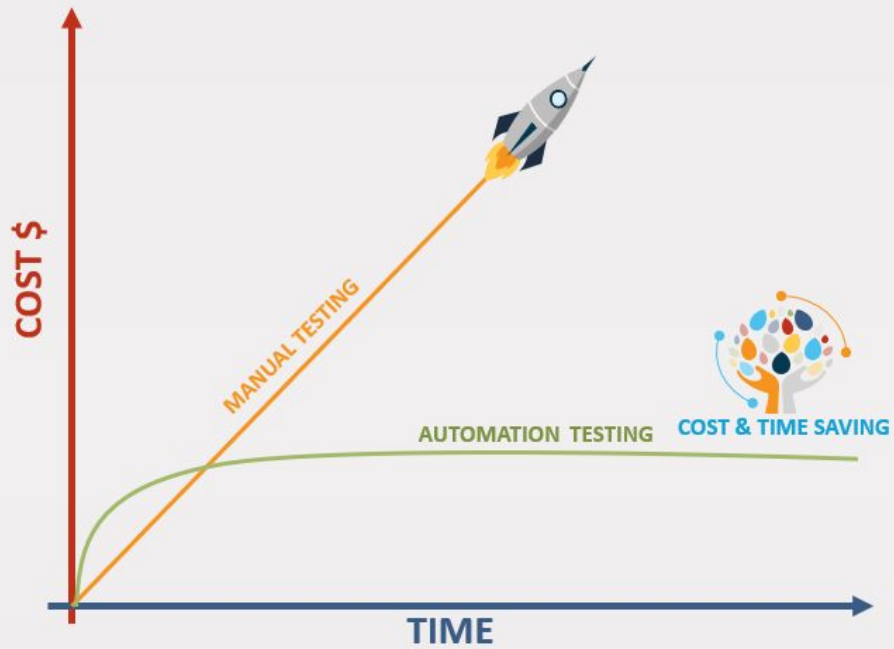 COST $
MANUAL TESTING
AUTOMATION TESTING
COST & TIME SAVING
TIME